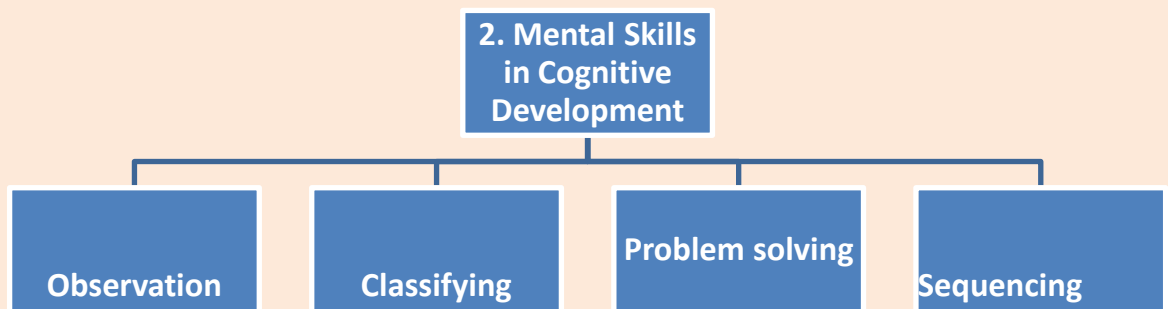 2. Mental Skills
in Cognitive
Development
Observation
Classifying
Problem solving
Sequencing